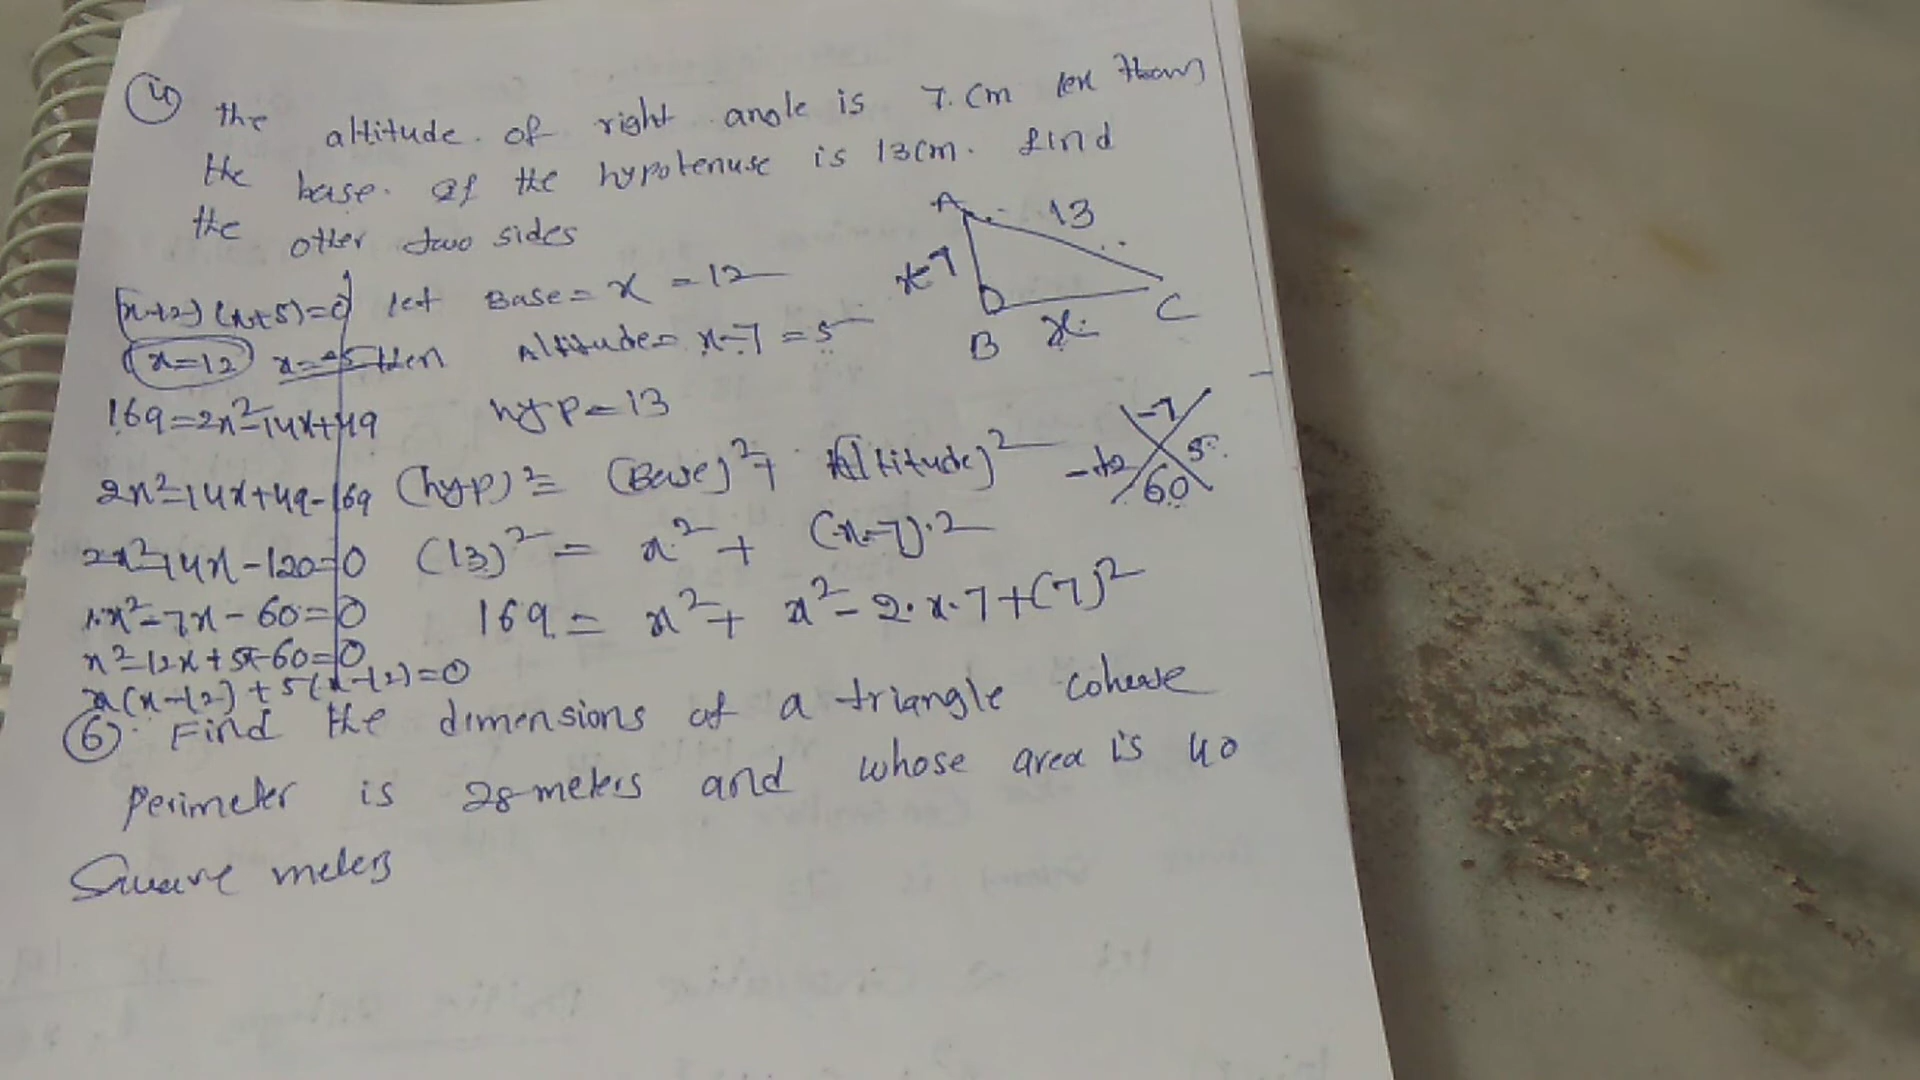 ④ the altitude. of right angle is 7. Cm len than
the base. of the hypotenuse is 13cm. find
the other two sides
A 13
x-7
B x C
(x-12) (x+5)=0 let Base = x = 12
x=12 x=-5 then Altitude = x-7 = 5
169=2x²-14x+49 hyp = 13
-7
-12 5
60
2x²-14x+49-169 (hyp)² = (Base)² + (Altitude)²
2x²-14x-120=0 (13)² = x² + (x-7)²
x²-7x-60=0 169 = x² + x² - 2·x·7+(7)²
x²-12x+5x-60=0
x(x-12)+5(x-12)=0
⑥. Find the dimensions of a triangle
perimeter is 28 meters and whose area is 40
Square meters